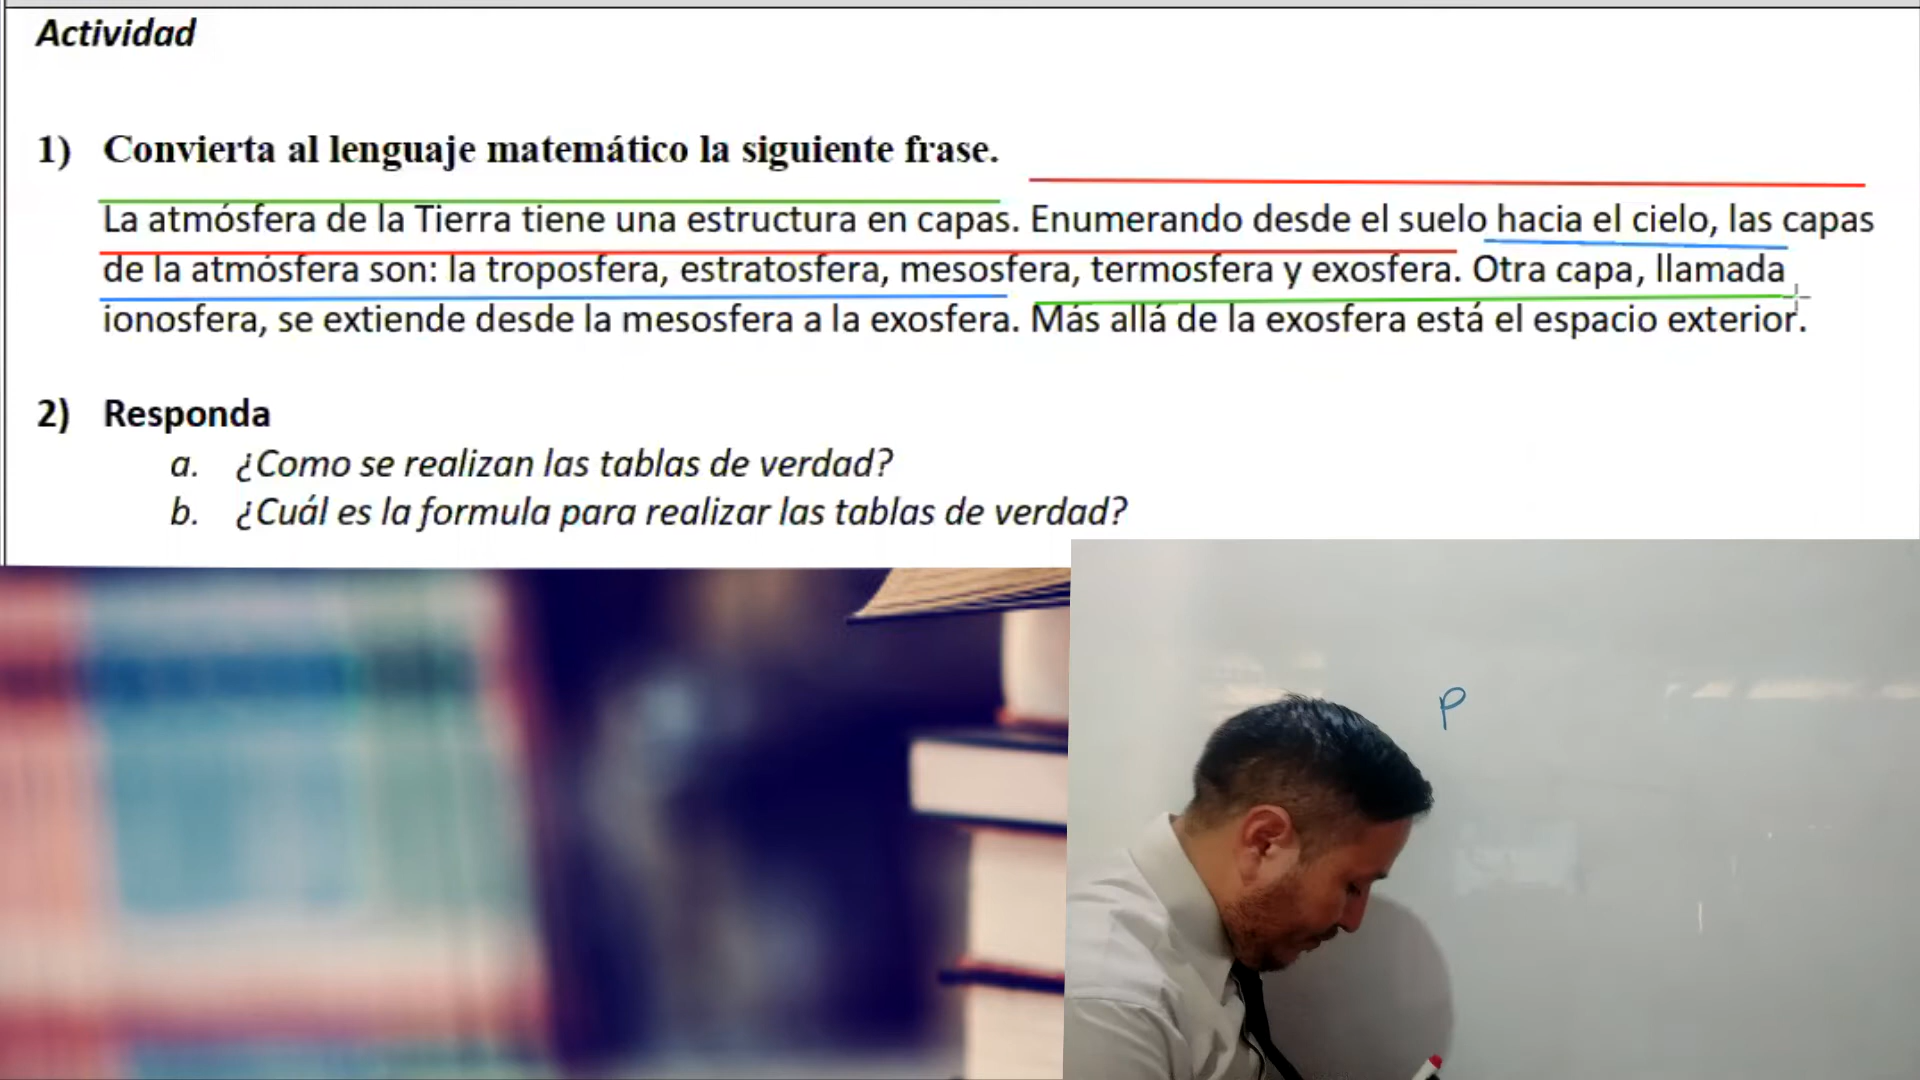 Actividad
1) Convierta al lenguaje matemático la siguiente frase.
La atmósfera de la Tierra tiene una estructura en capas. Enumerando desde el suelo hacia el cielo, las capas
de la atmósfera son: la troposfera, estratosfera, mesosfera, termosfera y exosfera. Otra capa, llamada
ionosfera, se extiende desde la mesosfera a la exosfera. Más allá de la exosfera está el espacio exterior.
2) Responda
a. ¿Como se realizan las tablas de verdad?
b. ¿Cuál es la formula para realizar las tablas de verdad?
P